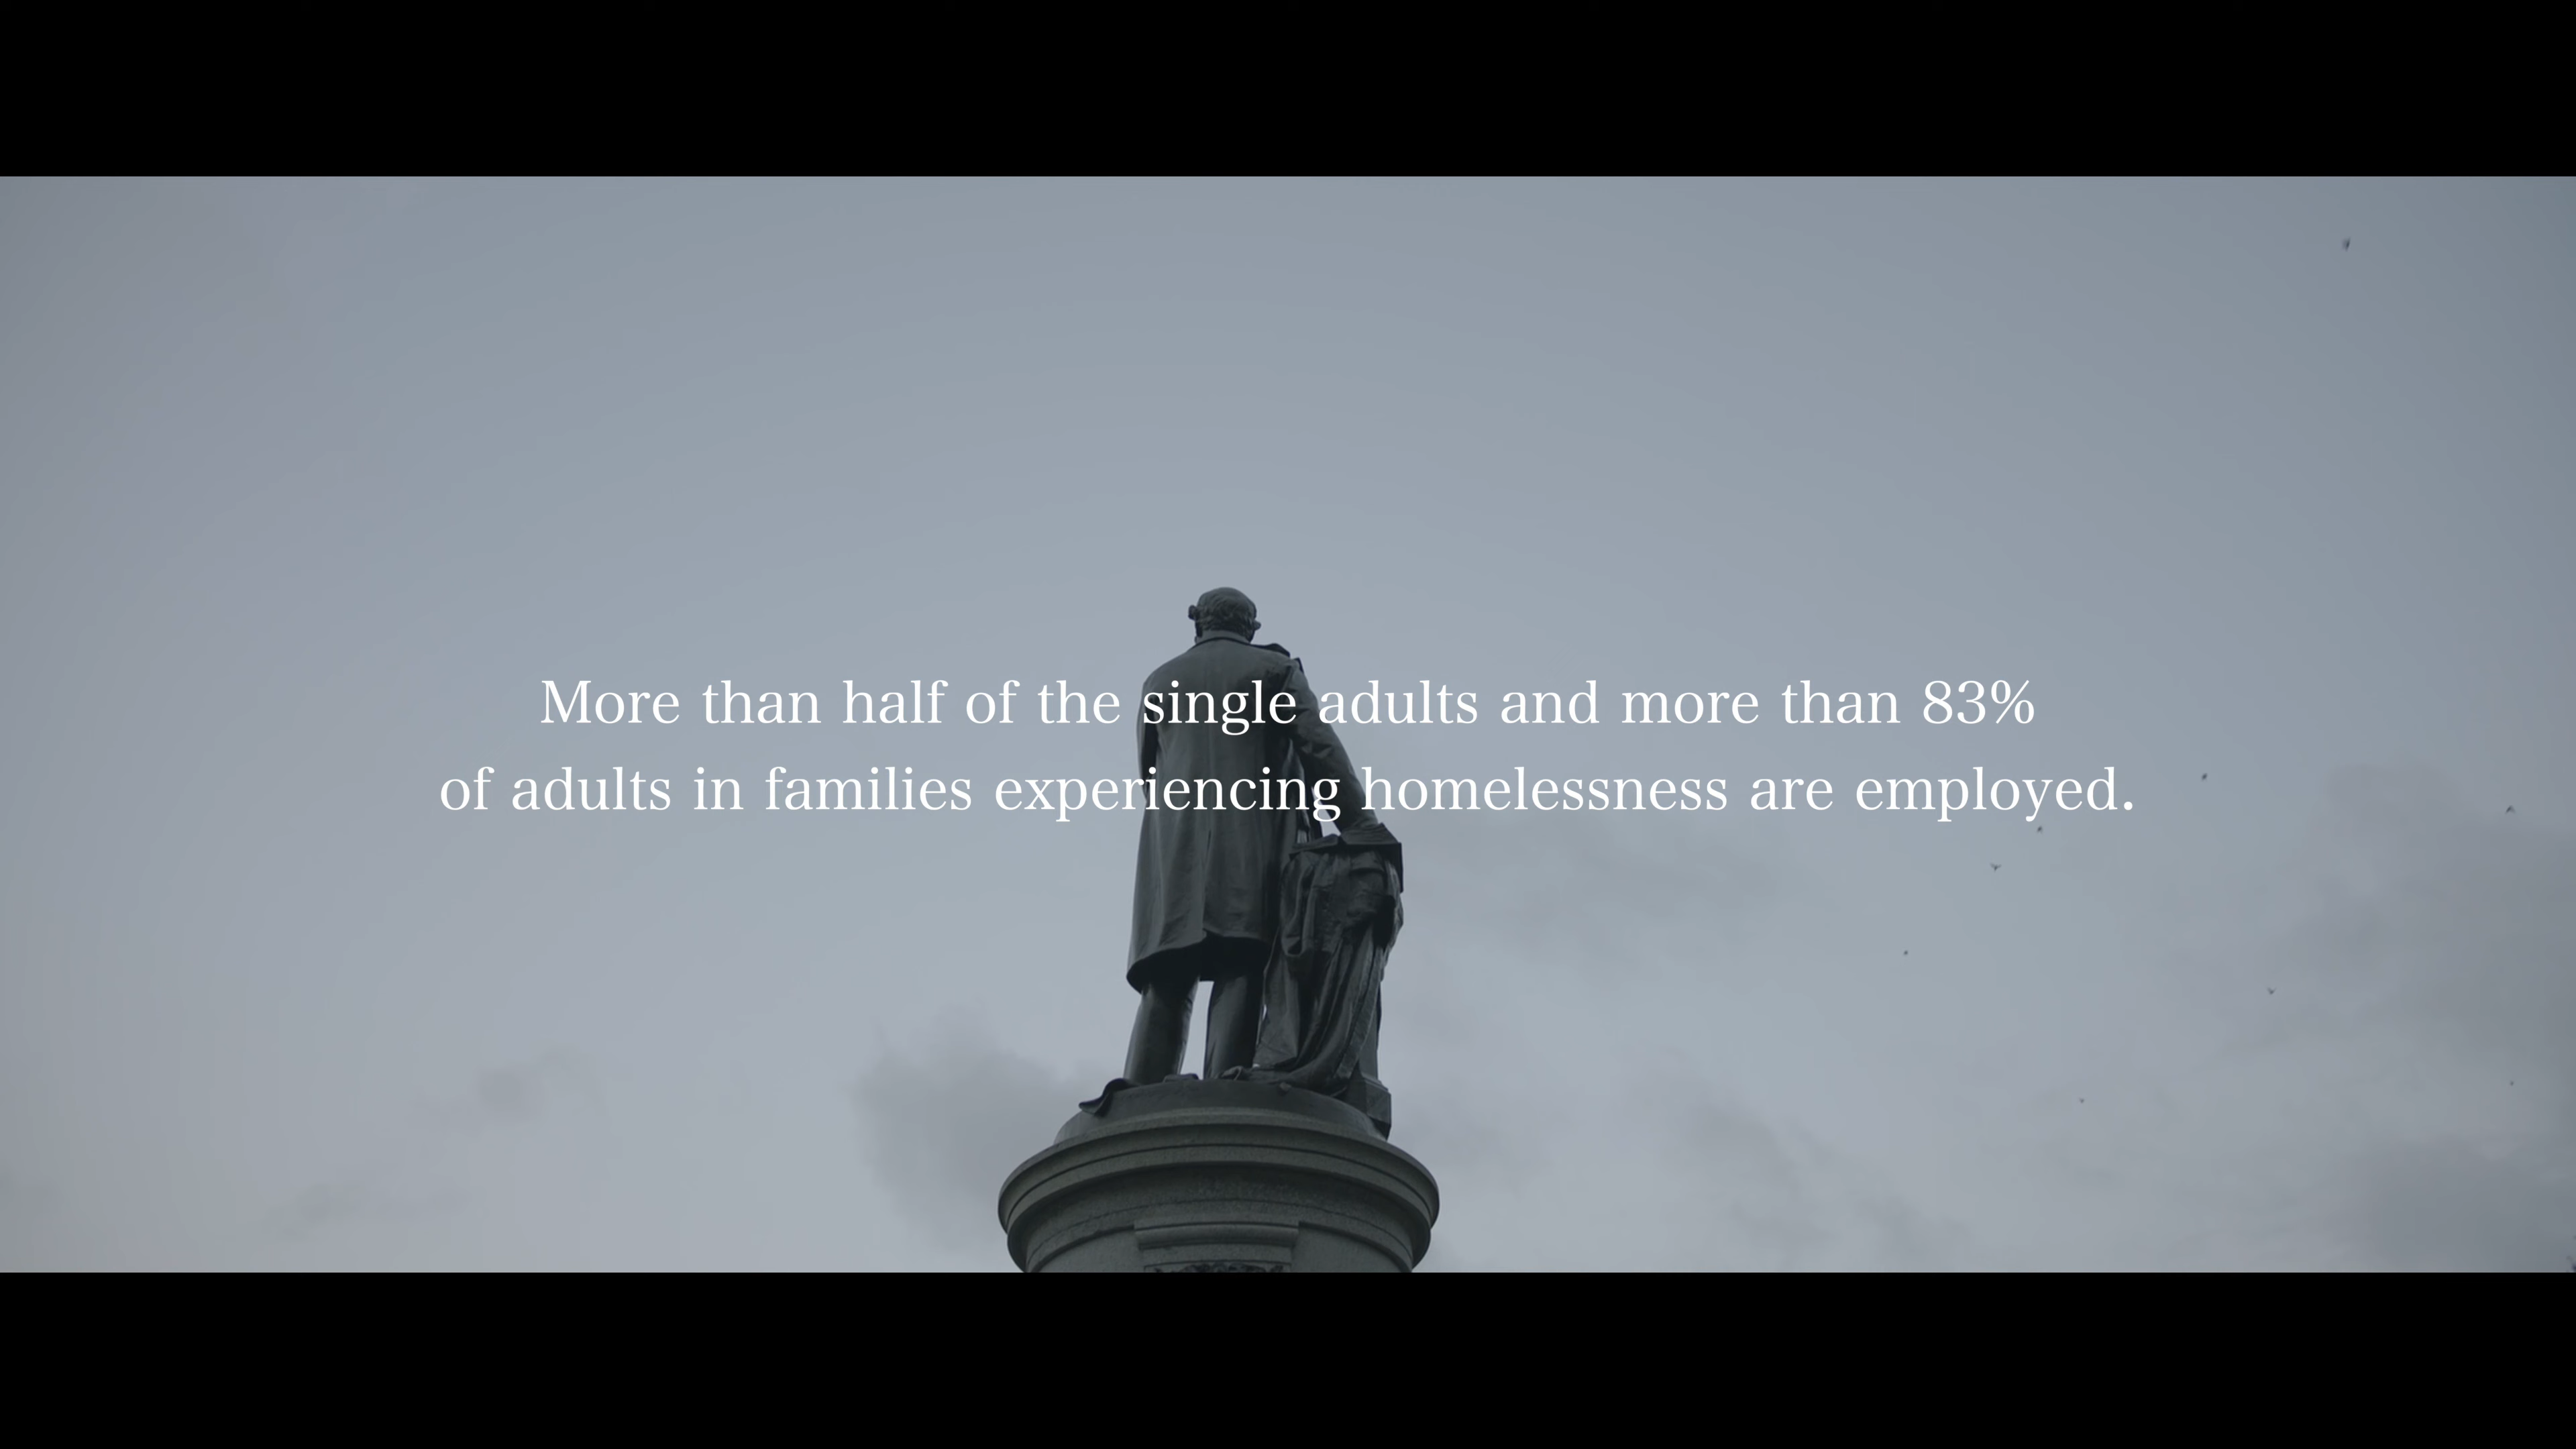 More than half of the single adults and more than 83%
of adults in families experiencing homelessness are employed.